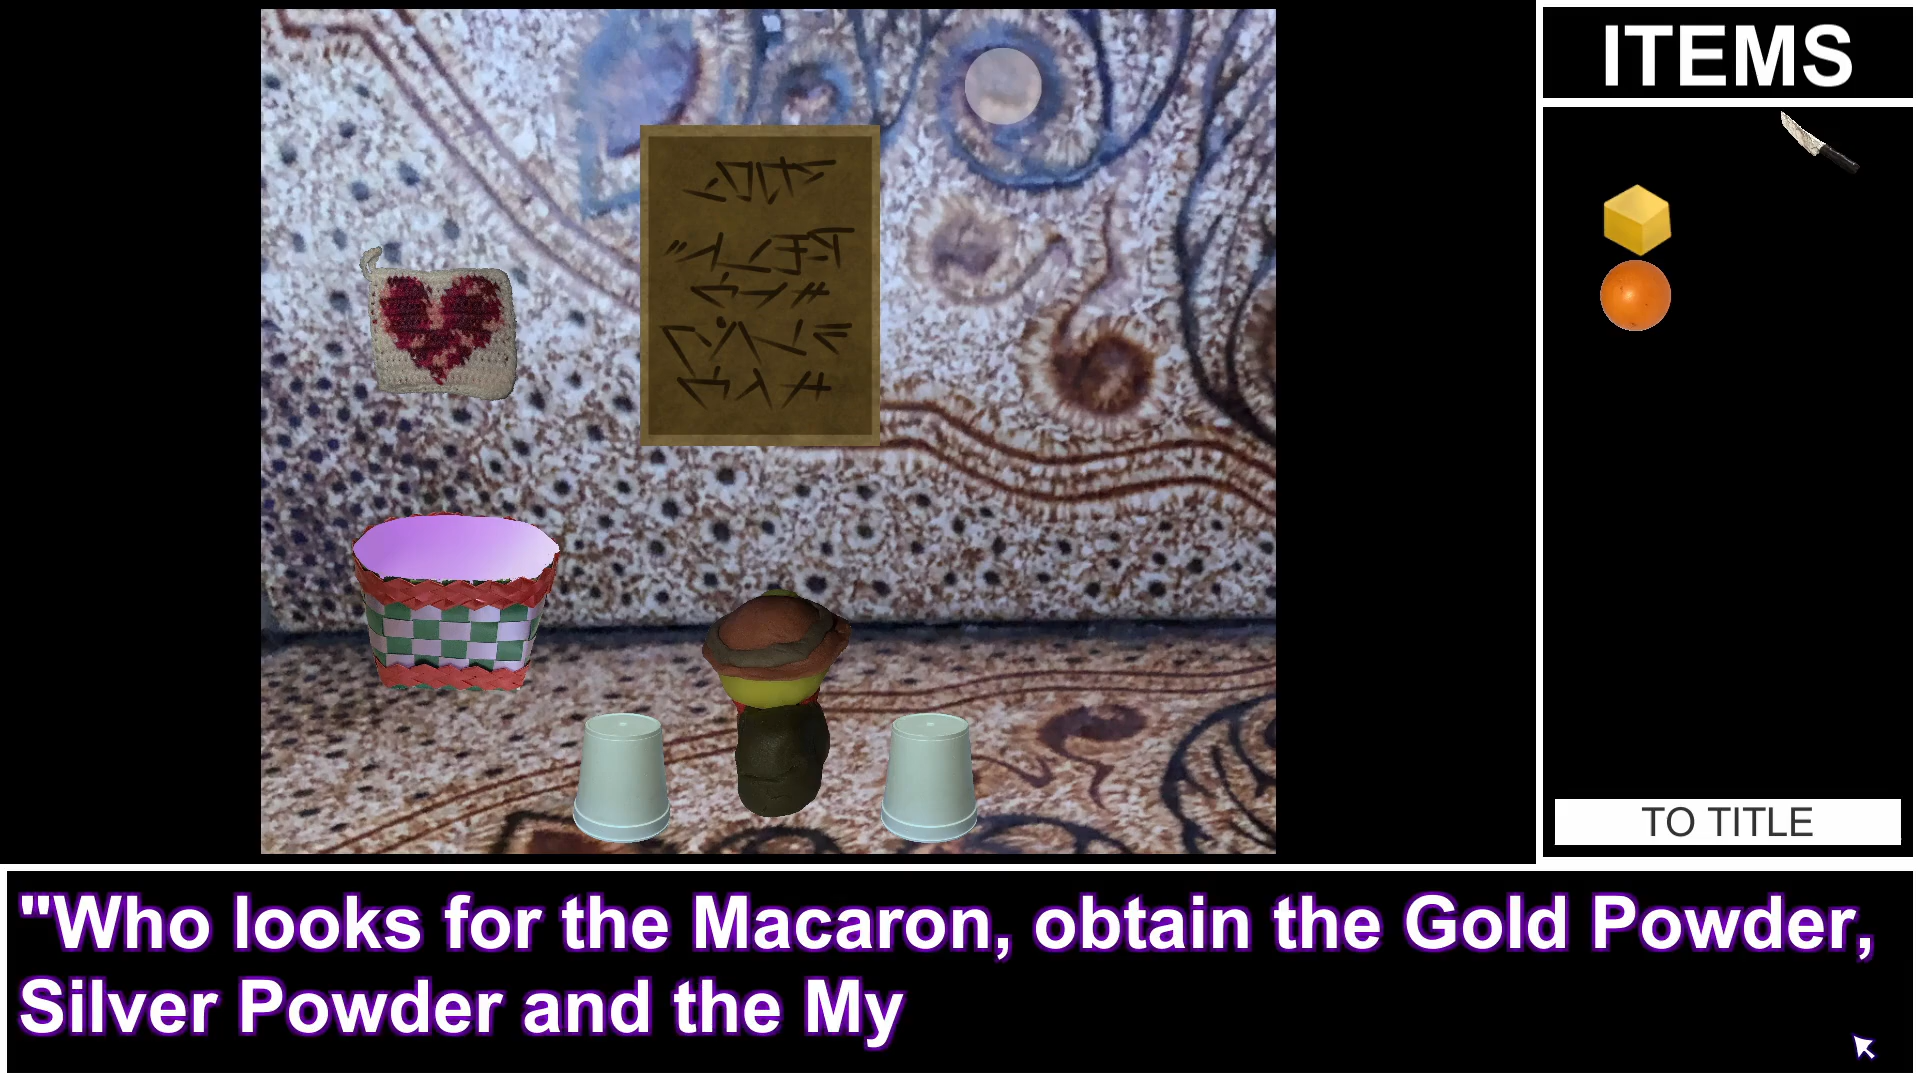 ITEMS
TO TITLE
"Who looks for the Macaron, obtain the Gold Powder,
Silver Powder and the My